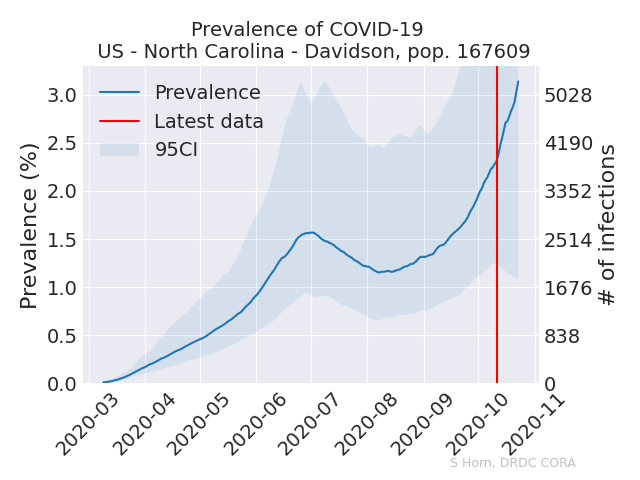 Prevalence of COVID-19
US - North Carolina - Davidson, pop. 167609
Prevalence
Latest data
95CI
Prevalence (%)
3.0
2.5
2.0
1.5
1.0
0.5
0.0
# of infections
5028
4190
3352
2514
1676
838
0
2020-03
2020-04
2020-05
2020-06
2020-07
2020-08
2020-09
2020-10
2020-11
S Horn, DRDC CORA